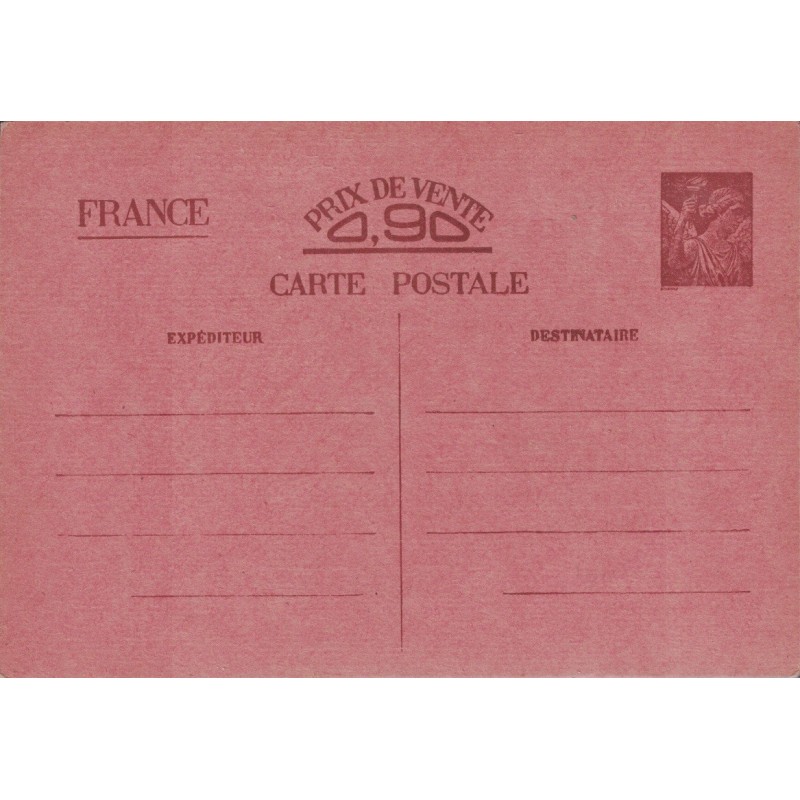 FRANCE
PRIX DE VENTE
0,90
CARTE POSTALE
EXPÉDITEUR
DESTINATAIRE